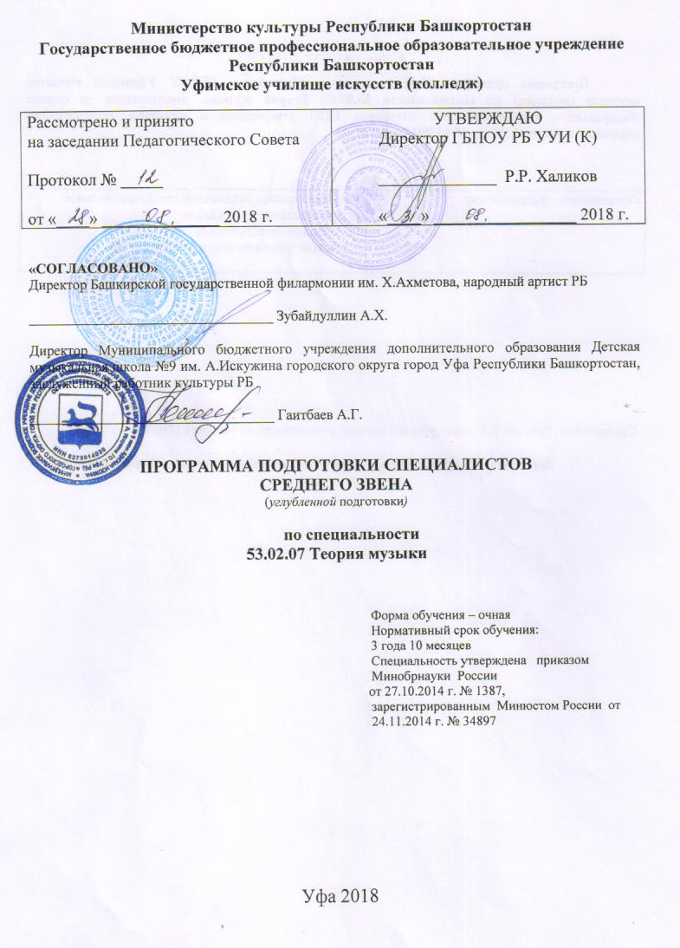 Министерство культуры Республики Башкортостан
Государственное бюджетное профессиональное образовательное учреждение
Республики Башкортостан
Уфимское училище искусств (колледж)
Рассмотрено и принято
на заседании Педагогического Совета
Протокол № 12
от «28» 08. 2018 г.
УТВЕРЖДАЮ
Директор ГБПОУ РБ УУИ (К)
Р.Р. Халиков
«31» 08. 2018 г.
«СОГЛАСОВАНО»
Директор Башкирской государственной филармонии им. Х.Ахметова, народный артист РБ
Зубайдуллин А.Х.
Директор Муниципального бюджетного учреждения дополнительного образования Детская
музыкальная школа №9 им. А.Искужина городского округа город Уфа Республики Башкортостан,
заслуженный работник культуры РБ
Гаитбаев А.Г.
ПРОГРАММА ПОДГОТОВКИ СПЕЦИАЛИСТОВ
СРЕДНЕГО ЗВЕНА
(углубленной подготовки)
по специальности
53.02.07 Теория музыки
Форма обучения – очная
Нормативный срок обучения:
3 года 10 месяцев
Специальность утверждена приказом
Минобрнауки России
от 27.10.2014 г. № 1387,
зарегистрированным Минюстом России от
24.11.2014 г. № 34897
Уфа 2018